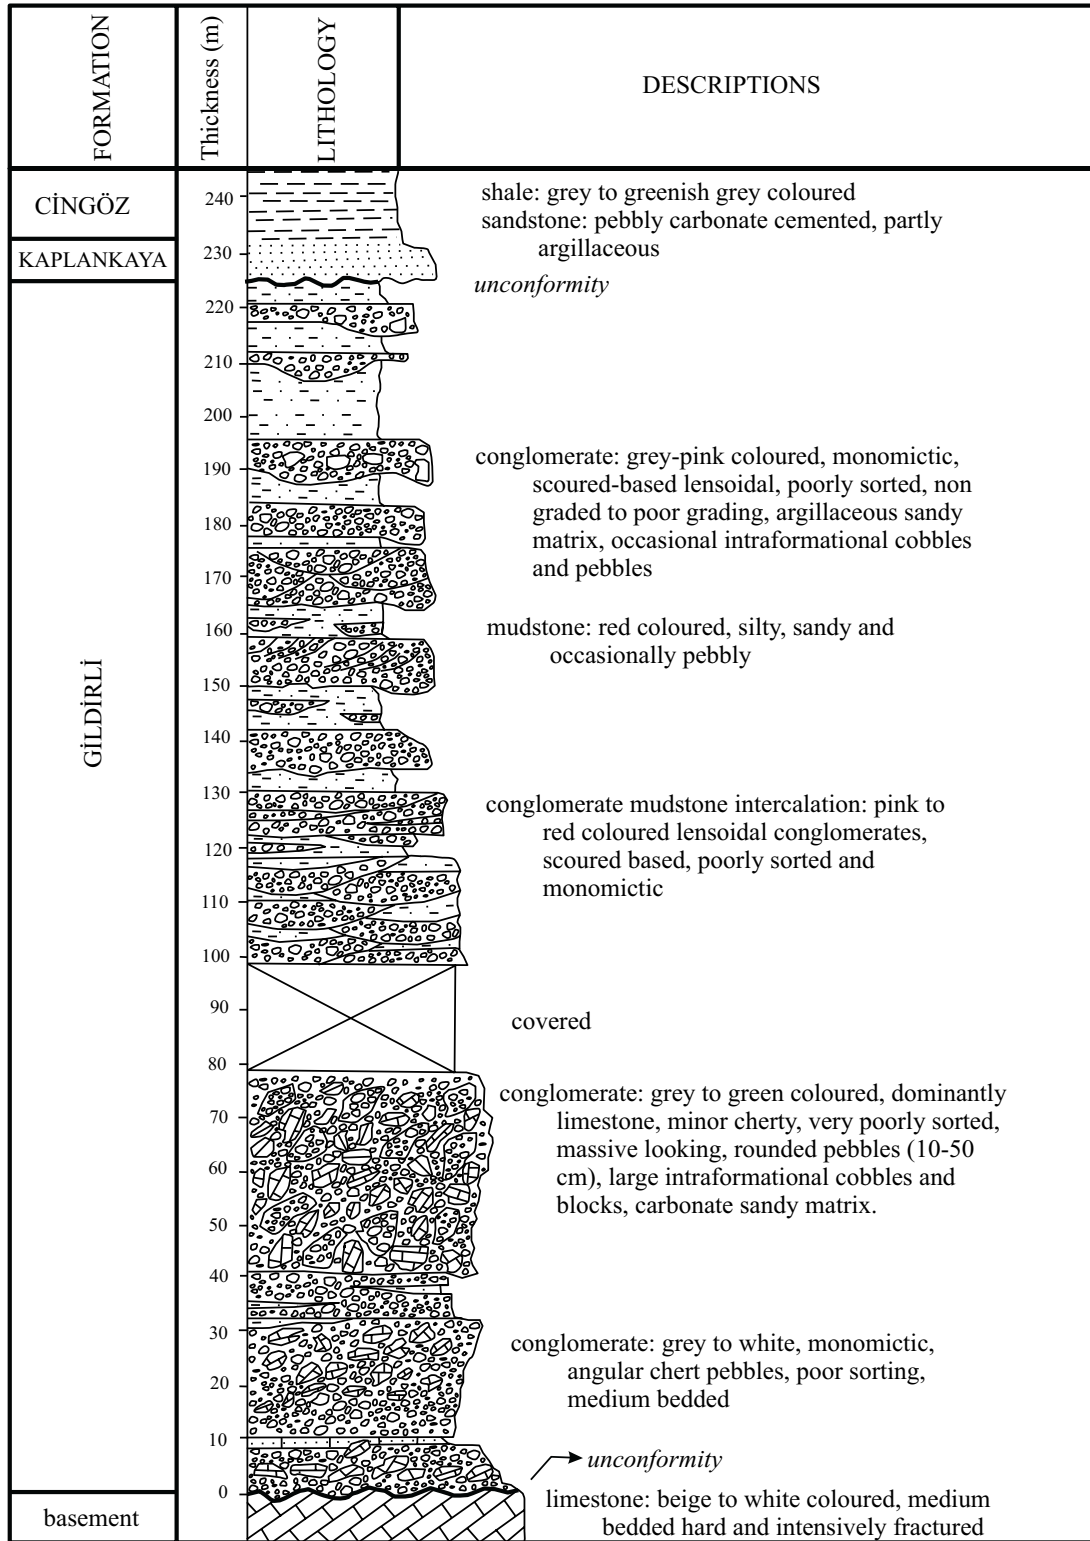 FORMATION
Thickness (m)
LITHOLOGY
DESCRIPTIONS
CİNGÖZ
KAPLANKAYA
GİLDİRLİ
basement
240
230
220
210
200
190
180
170
160
150
140
130
120
110
100
90
80
70
60
50
40
30
20
10
0
shale: grey to greenish grey coloured
sandstone: pebbly carbonate cemented, partly
argillaceous
unconformity
conglomerate: grey-pink coloured, monomictic,
scoured-based lensoidal, poorly sorted, non
graded to poor grading, argillaceous sandy
matrix, occasional intraformational cobbles
and pebbles
mudstone: red coloured, silty, sandy and
occasionally pebbly
conglomerate mudstone intercalation: pink to
red coloured lensoidal conglomerates,
scoured based, poorly sorted and
monomictic
covered
conglomerate: grey to green coloured, dominantly
limestone, minor cherty, very poorly sorted,
massive looking, rounded pebbles (10-50
cm), large intraformational cobbles and
blocks, carbonate sandy matrix.
conglomerate: grey to white, monomictic,
angular chert pebbles, poor sorting,
medium bedded
unconformity
limestone: beige to white coloured, medium
bedded hard and intensively fractured